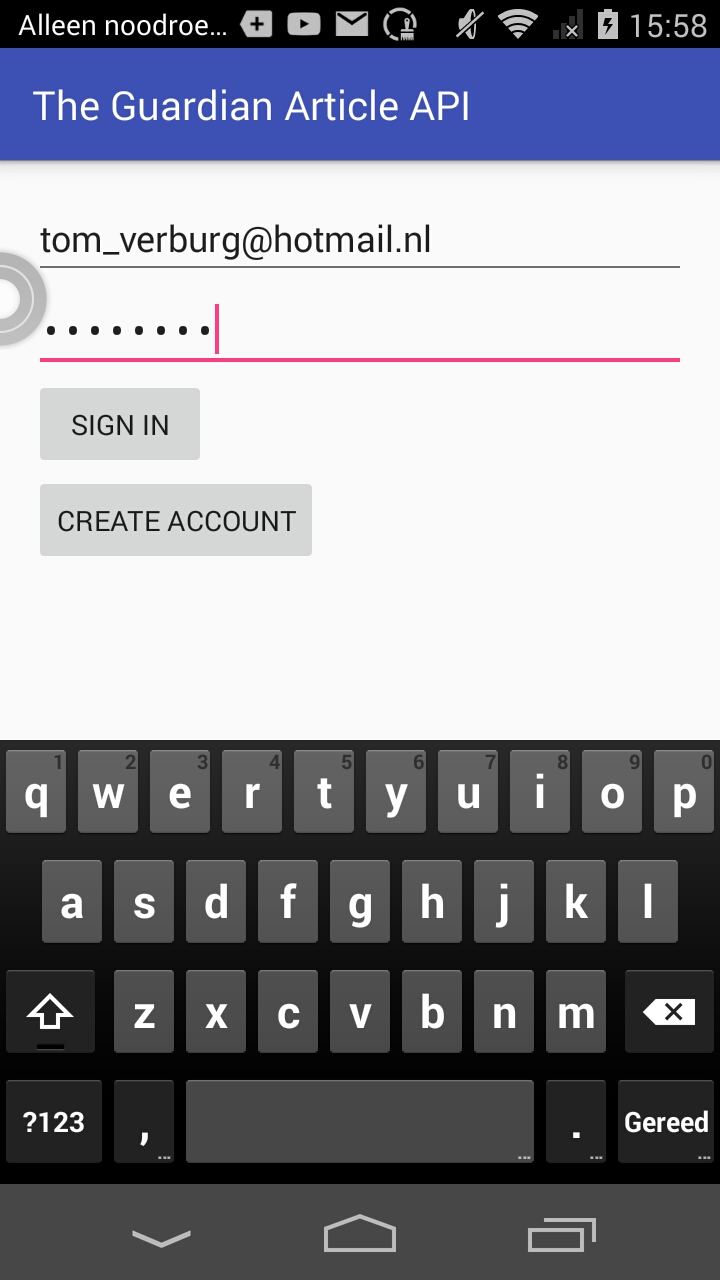 Alleen noodroe... 15:58
The Guardian Article API
tom_verburg@hotmail.nl
••••••••
SIGN IN
CREATE ACCOUNT
1 2 3 4 5 6 7 8 9 0
q w e r t y u i o p
a s d f g h j k l
z x c v b n m
?123 , . Gereed